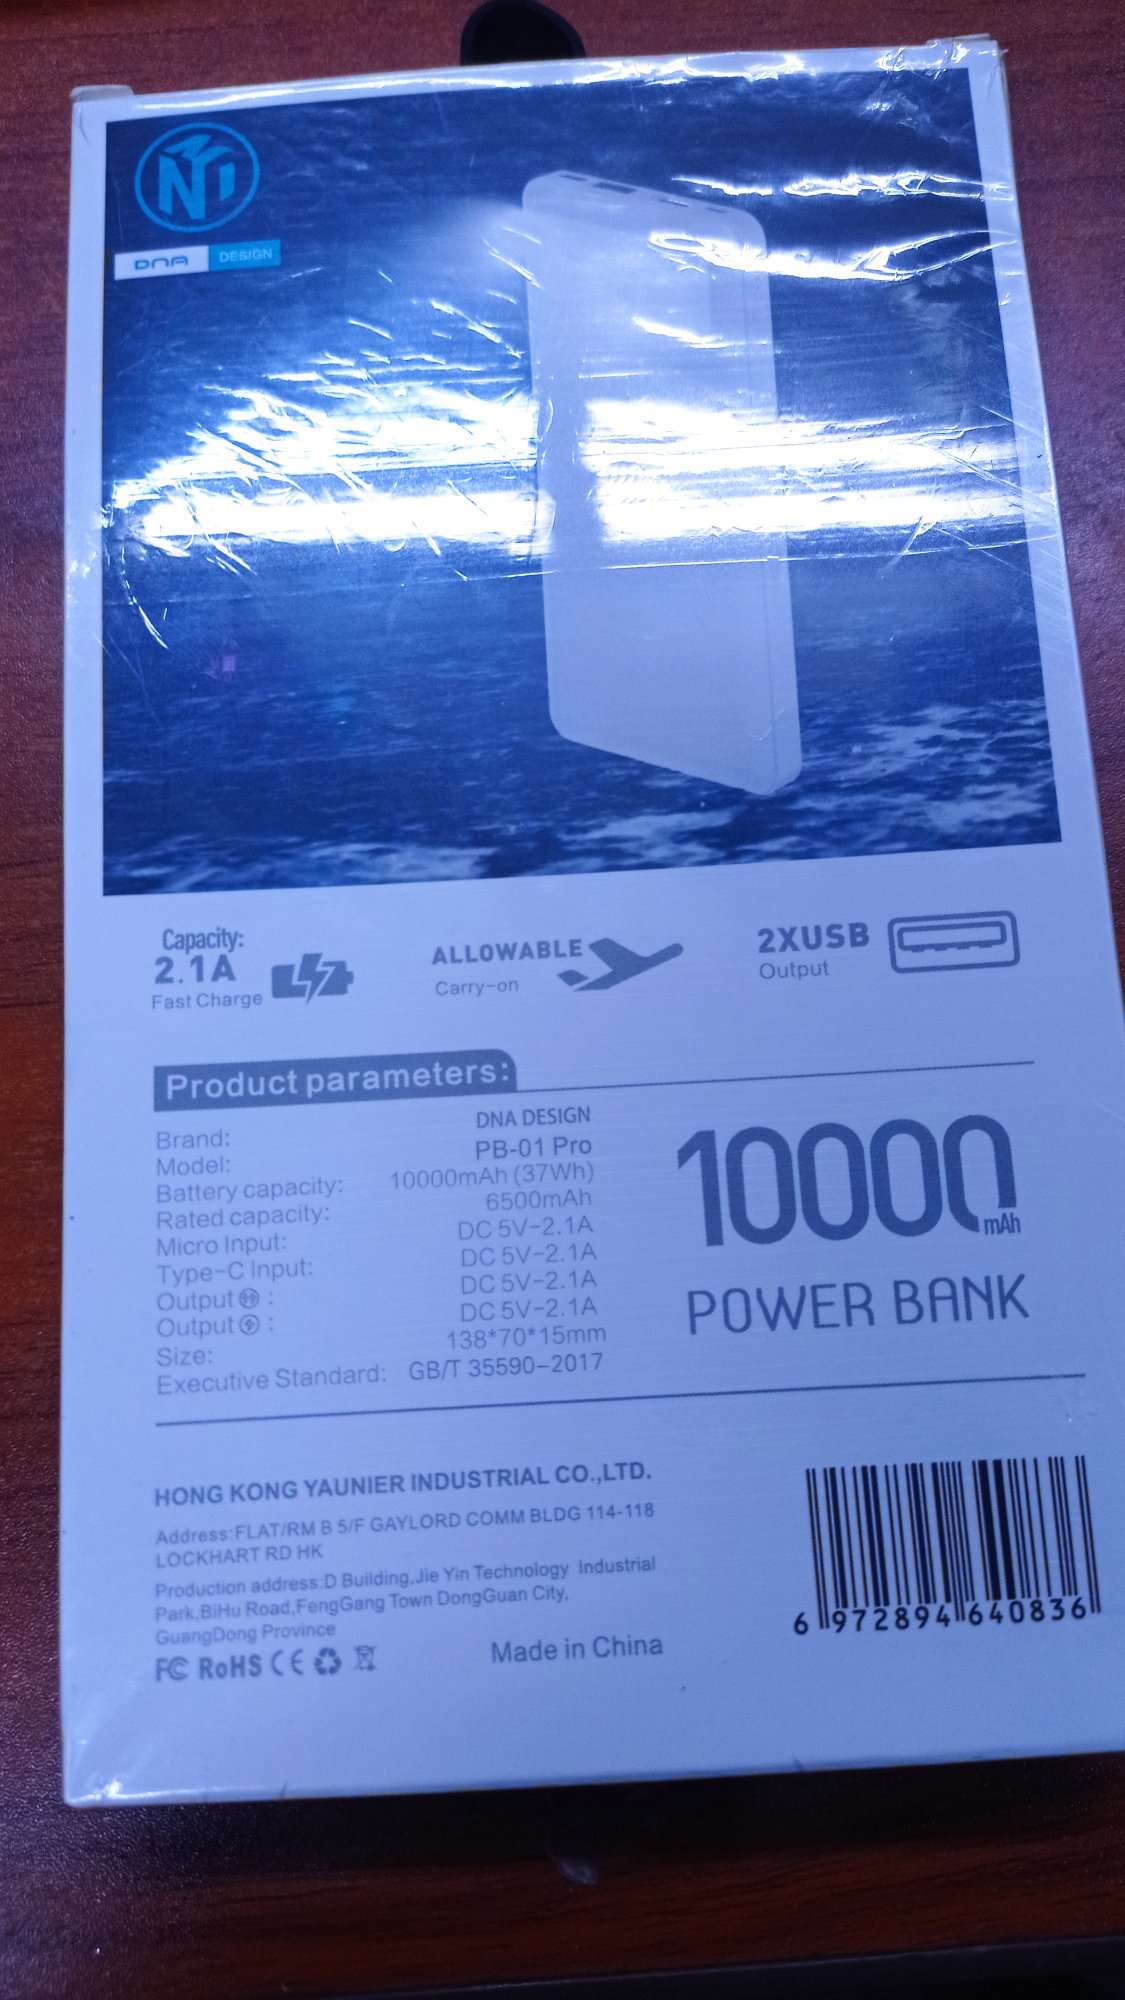 DNA DESIGN
Capacity:
2.1A
Fast Charge
ALLOWABLE
Carry-on
2XUSB
Output
Product parameters:
Brand: DNA DESIGN
Model: PB-01 Pro
Battery capacity: 10000mAh (37Wh)
Rated capacity: 6500mAh
Micro Input: DC 5V-2.1A
Type-C Input: DC 5V-2.1A
Output : DC 5V-2.1A
Output : DC 5V-2.1A
Size: 138*70*15mm
Executive Standard: GB/T 35590-2017
10000 mAh
POWER BANK
HONG KONG YAUNIER INDUSTRIAL CO.,LTD.
Address:FLAT/RM B 5/F GAYLORD COMM BLDG 114-118
LOCKHART RD HK
Production address:D Building,Jie Yin Technology Industrial
Park,BiHu Road,FengGang Town DongGuan City,
GuangDong Province
FC RoHS CE
Made in China
6 972894 640836